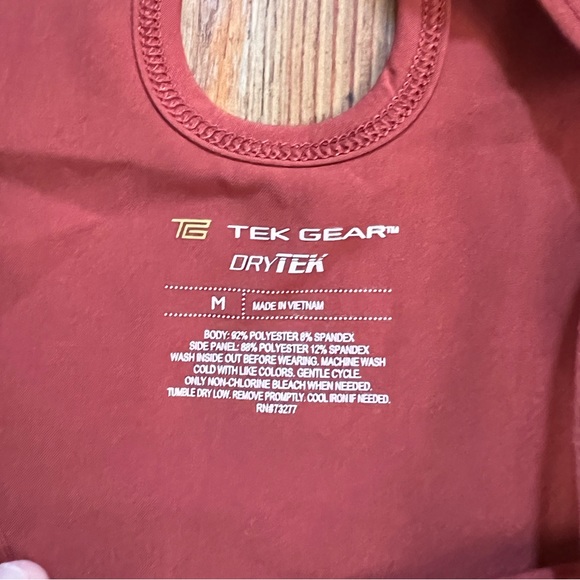 TG TEK GEAR™
DRYTEK
M MADE IN VIETNAM
BODY: 92% POLYESTER 8% SPANDEX
SIDE PANEL: 88% POLYESTER 12% SPANDEX
WASH INSIDE OUT BEFORE WEARING. MACHINE WASH
COLD WITH LIKE COLORS. GENTLE CYCLE.
ONLY NON-CHLORINE BLEACH WHEN NEEDED.
TUMBLE DRY LOW. REMOVE PROMPTLY. COOL IRON IF NEEDED.
RN#73277